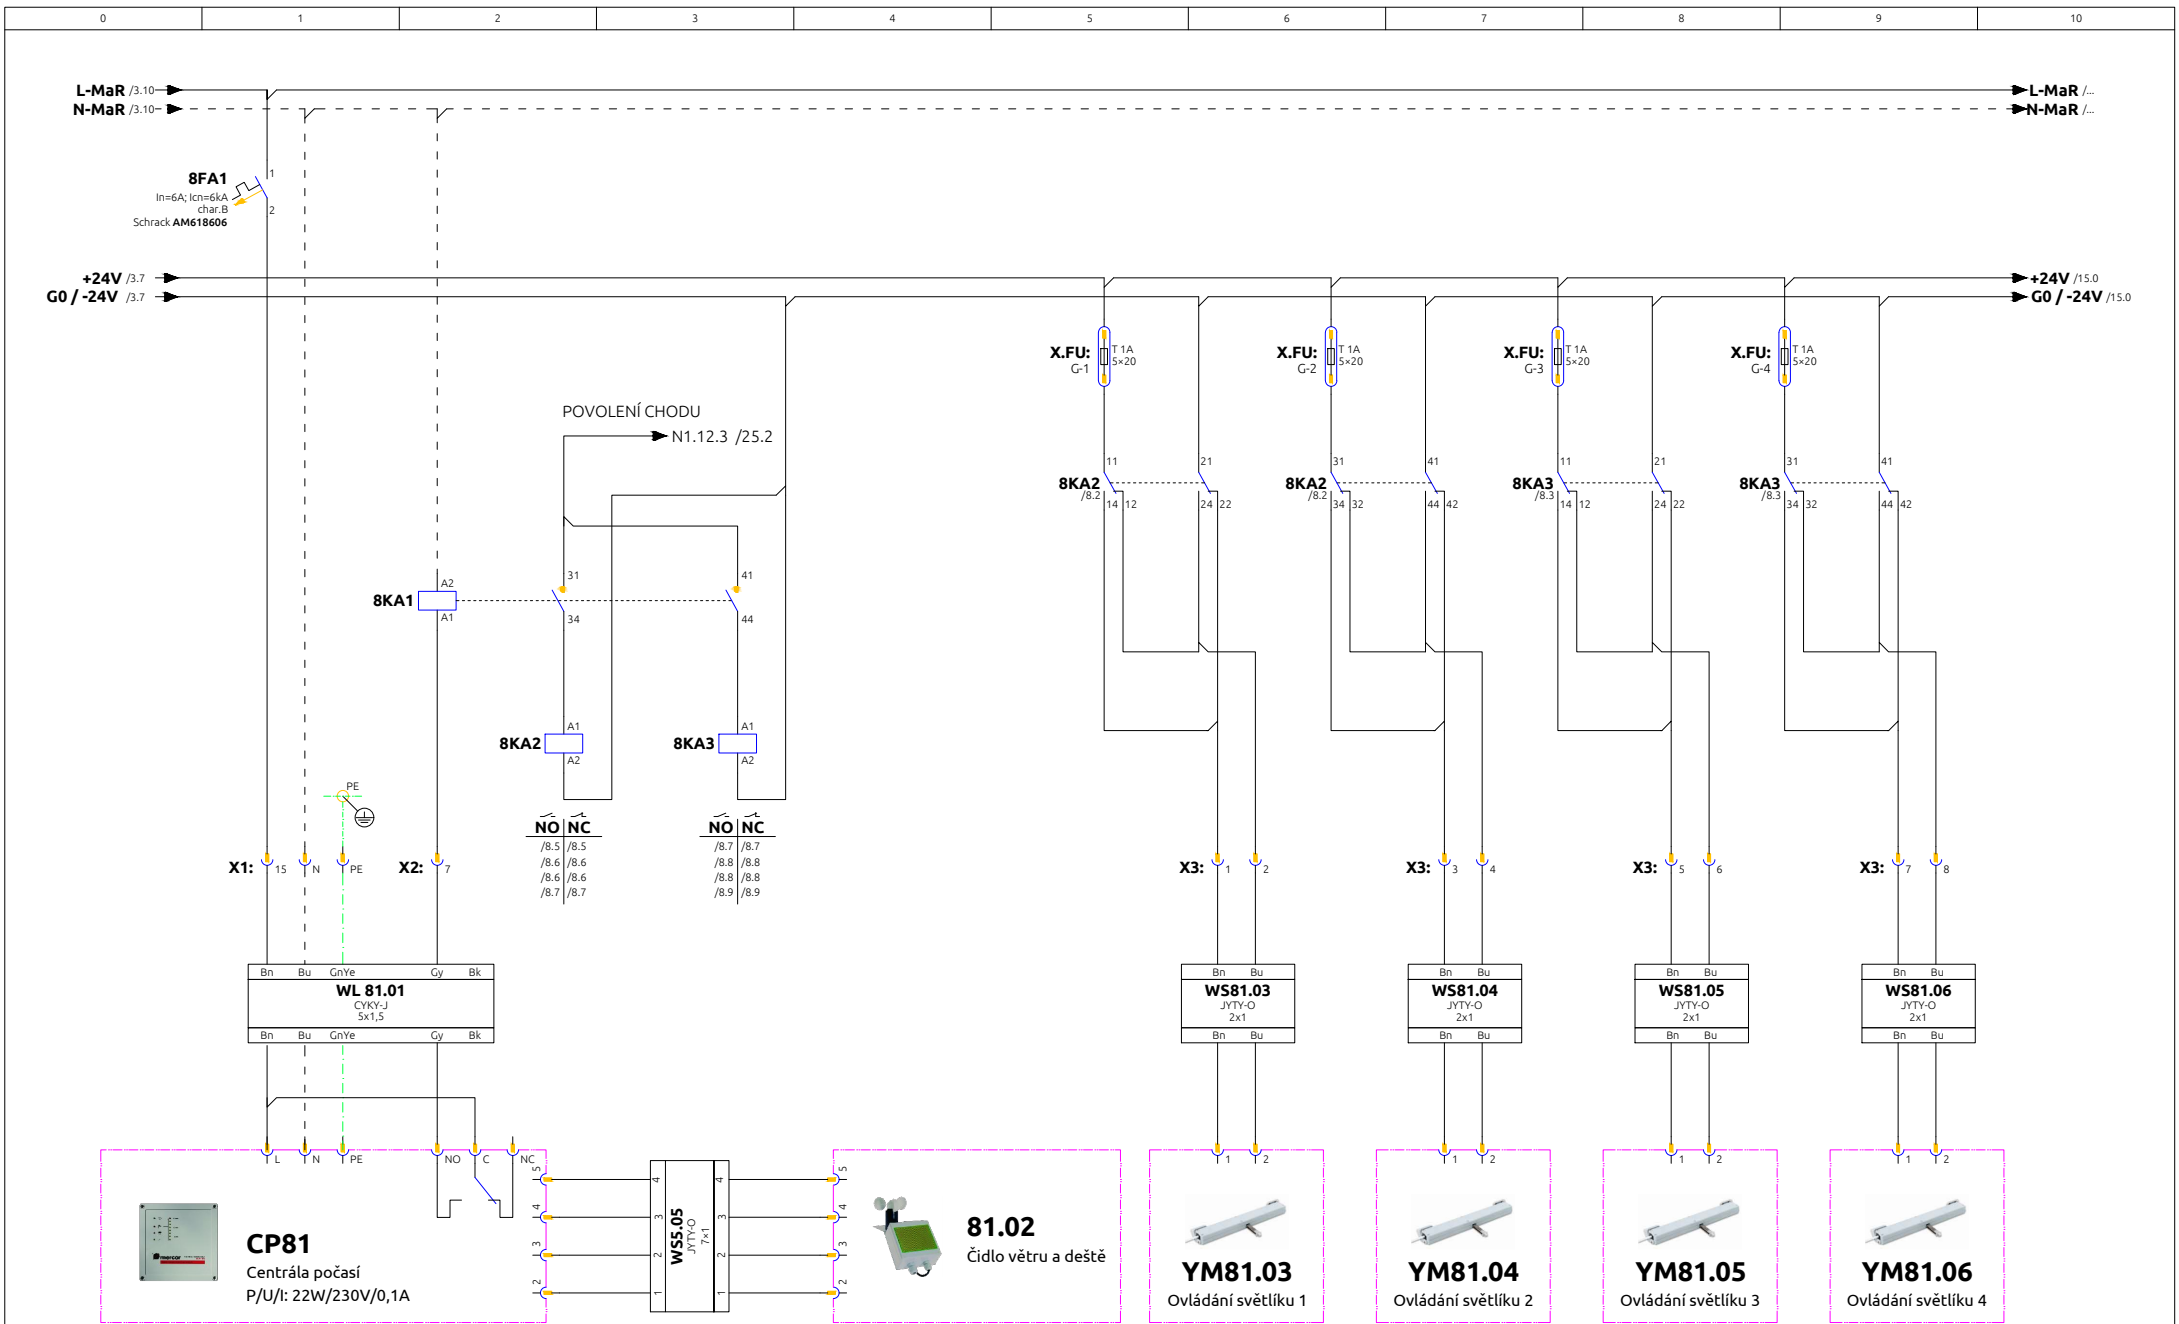 0 1 2 3 4 5 6 7 8 9 10
L-MaR /3.10 L-MaR /...
N-MaR /3.10 N-MaR /...
8FA1
In=6A; Icn=6kA
char.B
Schrack AM618606
1
2
+24V /3.7 +24V /15.0
G0 / -24V /3.7 G0 / -24V /15.0
X.FU: T 1A X.FU: T 1A X.FU: T 1A X.FU: T 1A
G-1 5×20 G-2 5×20 G-3 5×20 G-4 5×20
POVOLENÍ CHODU
N1.12.3 /25.2
11 21 31 41 11 21 31 41
8KA2 8KA2 8KA3 8KA3
/8.2 /8.2 /8.3 /8.3
14 12 24 22 34 32 44 42 14 12 24 22 34 32 44 42
A2 31 41
8KA1
A1 34 44
A1 A1
8KA2 8KA3
A2 A2
PE
NO NC NO NC
/8.5 /8.5 /8.7 /8.7
/8.6 /8.6 /8.8 /8.8
/8.6 /8.6 /8.8 /8.8
/8.7 /8.7 /8.9 /8.9
X1: 15 N PE X2: 7 X3: 1 2 X3: 3 4 X3: 5 6 X3: 7 8
Bn Bu GnYe Gy Bk Bn Bu Bn Bu Bn Bu Bn Bu
WL 81.01 WS81.03 WS81.04 WS81.05 WS81.06
CYKY-J JYTY-O JYTY-O JYTY-O JYTY-O
5x1,5 2x1 2x1 2x1 2x1
Bn Bu GnYe Gy Bk Bn Bu Bn Bu Bn Bu Bn Bu
L N PE NO C NC 1 2 1 2 1 2 1 2
5 4 4 5
4 3 3 4
3 2 2 3
2 1 1 2
WS5.05
JYTY-O
7×1
mercor
CP81
Centrála počasí
P/U/I: 22W/230V/0,1A
81.02
Čidlo větru a deště
YM81.03
Ovládání světlíku 1
YM81.04
Ovládání světlíku 2
YM81.05
Ovládání světlíku 3
YM81.06
Ovládání světlíku 4